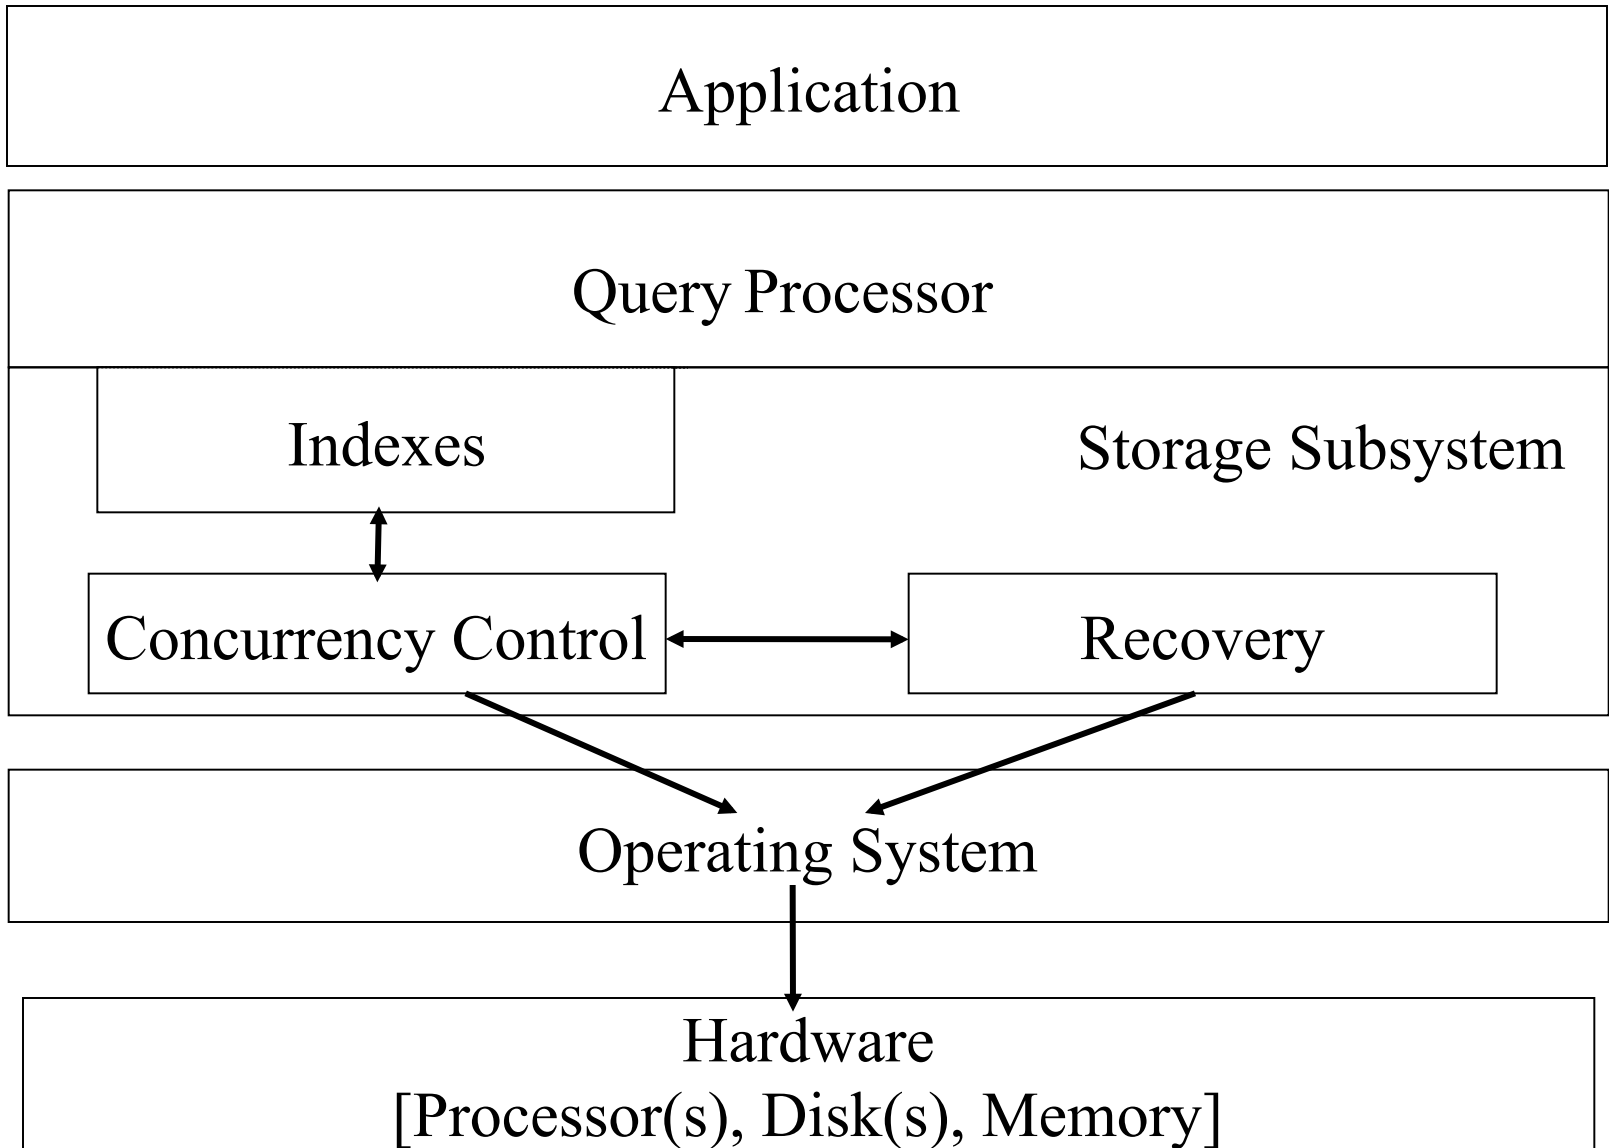 Application
Query Processor
Indexes
Storage Subsystem
Concurrency Control
Recovery
Operating System
Hardware
[Processor(s), Disk(s), Memory]